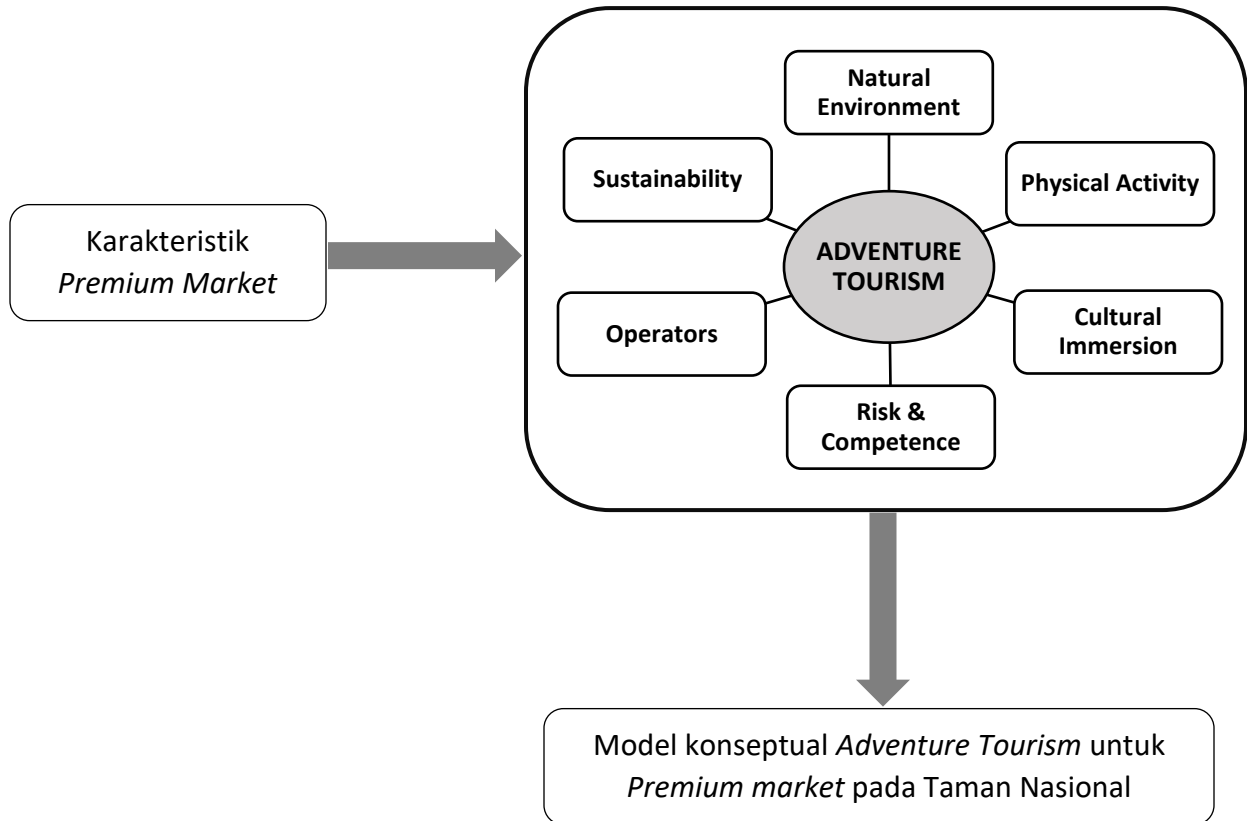 Natural
Environment
Sustainability
Physical Activity
Karakteristik
Premium Market
ADVENTURE
TOURISM
Operators
Cultural
Immersion
Risk &
Competence
Model konseptual Adventure Tourism untuk
Premium market pada Taman Nasional